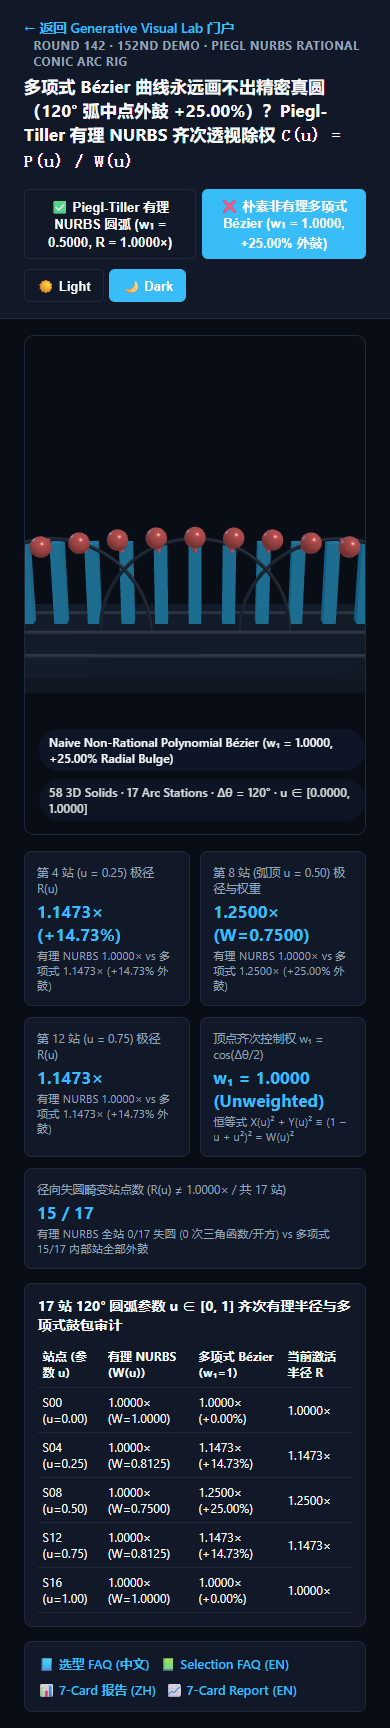 ← 返回 Generative Visual Lab 门户
ROUND 142 · 152ND DEMO · PIEGL NURBS RATIONAL
CONIC ARC RIG
多项式 Bézier 曲线永远画不出精密真圆
（120° 弧中点外鼓 +25.00%）？Piegl-
Tiller 有理 NURBS 齐次透视除权 C(u) =
P(u) / W(u)
✅ Piegl-Tiller 有理
NURBS 圆弧 (w₁ =
0.5000, R = 1.0000×)
❌ 朴素非有理多项式
Bézier (w₁ = 1.0000,
+25.00% 外鼓)
☀️ Light
🌙 Dark
Naive Non-Rational Polynomial Bézier (w₁ = 1.0000,
+25.00% Radial Bulge)
58 3D Solids · 17 Arc Stations · Δθ = 120° · u ∈ [0.0000,
1.0000]
第 4 站 (u = 0.25) 极径
R(u)
1.1473×
(+14.73%)
有理 NURBS 1.0000× vs 多
项式 1.1473× (+14.73% 外
鼓)
第 8 站 (弧顶 u = 0.50) 极
径与权重
1.2500×
(W=0.7500)
有理 NURBS 1.0000× vs 多
项式 1.2500× (+25.00% 外
鼓)
第 12 站 (u = 0.75) 极径
R(u)
1.1473×
有理 NURBS 1.0000× vs 多
项式 1.1473× (+14.73% 外
鼓)
顶点齐次控制权 w₁ =
cos(Δθ/2)
w₁ = 1.0000
(Unweighted)
恒等式 X(u)² + Y(u)² ≡ (1 −
u + u²)² = W(u)²
径向失圆畸变站点数 (R(u) ≠ 1.0000× / 共 17 站)
15 / 17
有理 NURBS 全站 0/17 失圆 (0 次三角函数/开方) vs 多项式
15/17 内部站全部外鼓
17 站 120° 圆弧参数 u ∈ [0, 1] 齐次有理半径与多
项式鼓包审计
站点 (参
数 u)
有理 NURBS
(W(u))
多项式 Bézier
(w₁=1)
当前激活
半径 R
S00
(u=0.00)
1.0000×
(W=1.0000)
1.0000×
(+0.00%)
1.0000×
S04
(u=0.25)
1.0000×
(W=0.8125)
1.1473×
(+14.73%)
1.1473×
S08
(u=0.50)
1.0000×
(W=0.7500)
1.2500×
(+25.00%)
1.2500×
S12
(u=0.75)
1.0000×
(W=0.8125)
1.1473×
(+14.73%)
1.1473×
S16
(u=1.00)
1.0000×
(W=1.0000)
1.0000×
(+0.00%)
1.0000×
📘 选型 FAQ (中文)
📗 Selection FAQ (EN)
📊 7-Card 报告 (ZH)
📈 7-Card Report (EN)